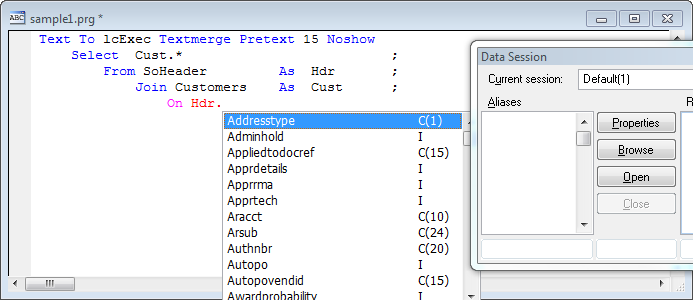 sample1.prg *
Text To lcExec Textmerge Pretext 15 Noshow
Select Cust.* ;
From SoHeader As Hdr ;
Join Customers As Cust ;
On Hdr.
Addresstype C(1)
Adminhold I
Appliedtodocref C(15)
Apprdetails I
Apprrma I
Apprtech I
Aracct C(10)
Arsub C(24)
Authnbr C(20)
Autopo I
Autopovendid C(15)
Awardprobability I
Data Session
Current session: Default(1)
Aliases
R
Properties
Browse
Open
Close